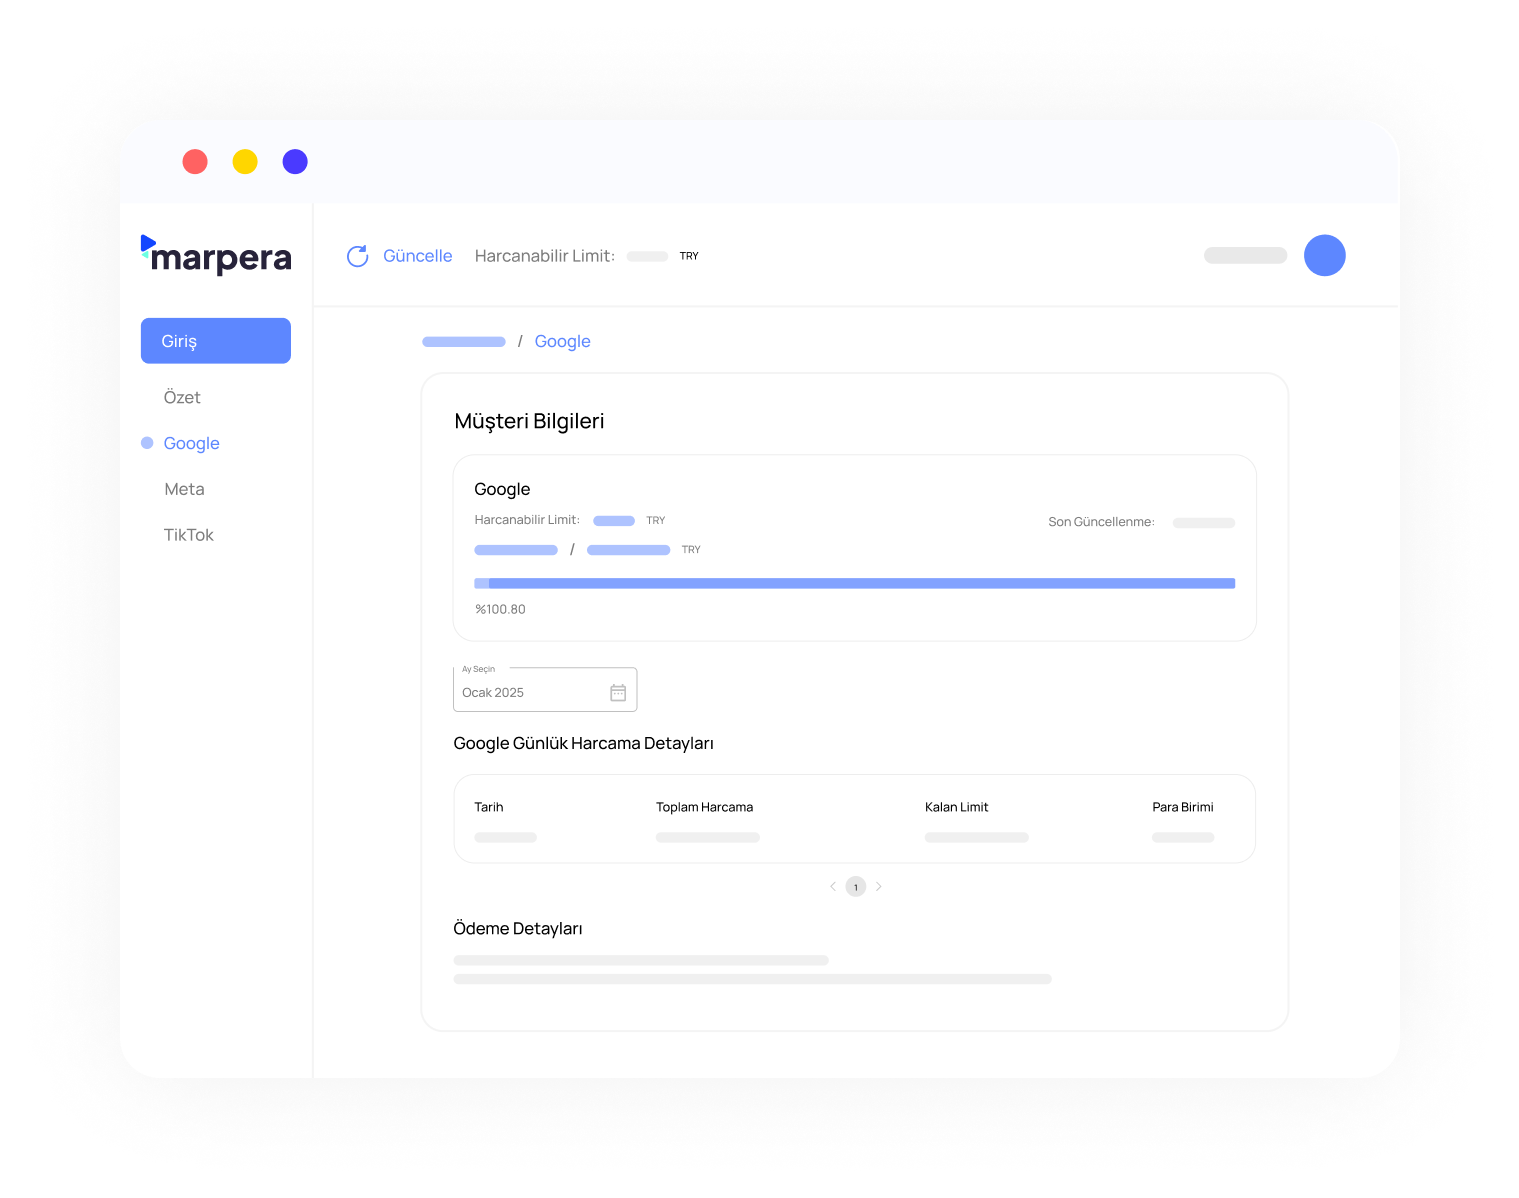 marpera
Güncelle Harcanabilir Limit: TRY
Giriş
Özet
Google
Meta
TikTok
/ Google
Müşteri Bilgileri
Google
Harcanabilir Limit: TRY
Son Güncellenme:
/ TRY
%100.80
Ay Seçin
Ocak 2025
Google Günlük Harcama Detayları
Tarih Toplam Harcama Kalan Limit Para Birimi
< 1 >
Ödeme Detayları